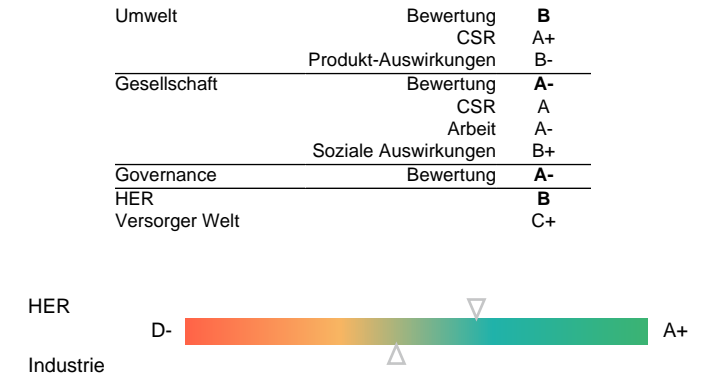 Umwelt Bewertung B
CSR A+
Produkt-Auswirkungen B-
Gesellschaft Bewertung A-
CSR A
Arbeit A-
Soziale Auswirkungen B+
Governance Bewertung A-
HER B
Versorger Welt C+
HER
D- A+
Industrie